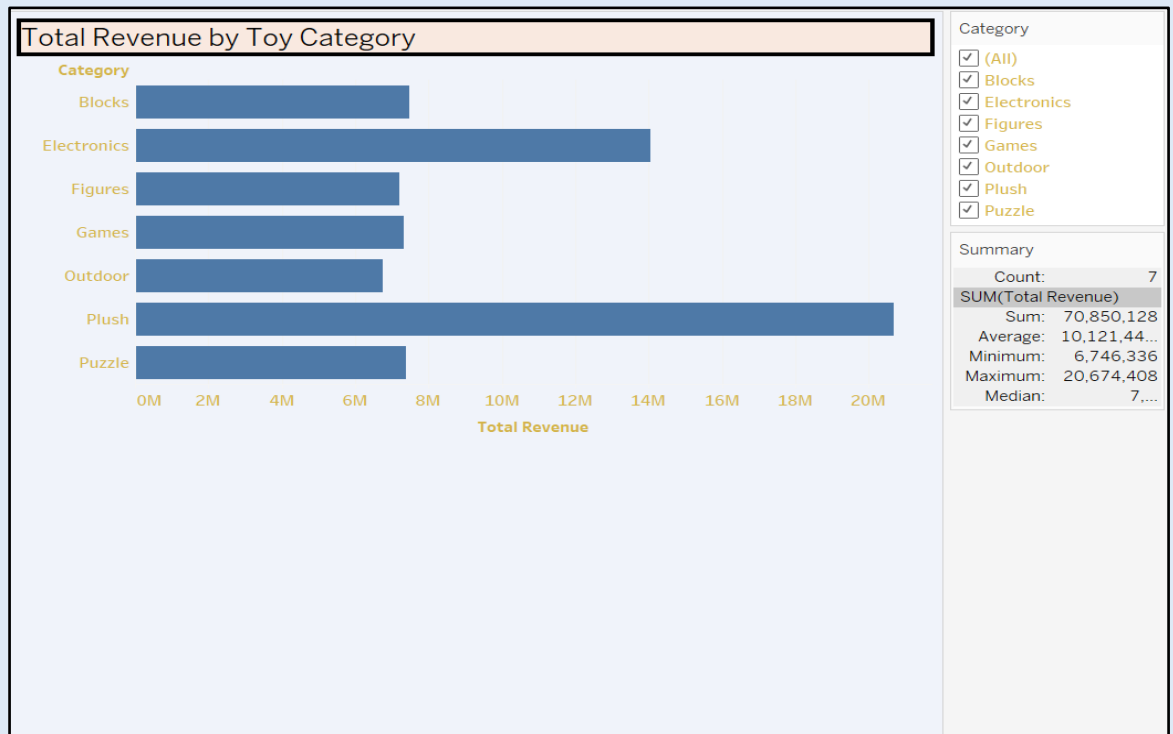 Total Revenue by Toy Category
Category
Blocks
Electronics
Figures
Games
Outdoor
Plush
Puzzle
0M 2M 4M 6M 8M 10M 12M 14M 16M 18M 20M
Total Revenue
Category
(All)
Blocks
Electronics
Figures
Games
Outdoor
Plush
Puzzle
Summary
Count: 7
SUM(Total Revenue)
Sum: 70,850,128
Average: 10,121,44...
Minimum: 6,746,336
Maximum: 20,674,408
Median: 7,...